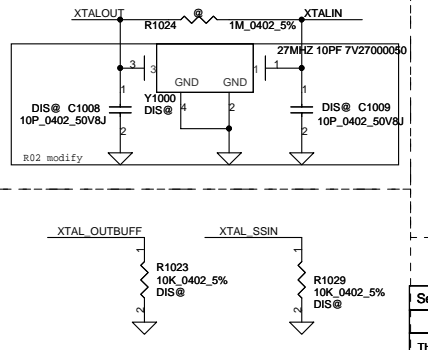 XTALOUT @ XTALIN
R1024 1M_0402_5%
27MHZ 10PF 7V27000050
3 3 1 1
GND GND
1 1
DIS@ C1008 Y1000 4 2 DIS@ C1009
10P_0402_50V8J DIS@ 10P_0402_50V8J
2 2
R02 modify
XTAL_OUTBUFF XTAL_SSIN
1 1
R1023 R1029
10K_0402_5% 10K_0402_5%
DIS@ DIS@
2 2